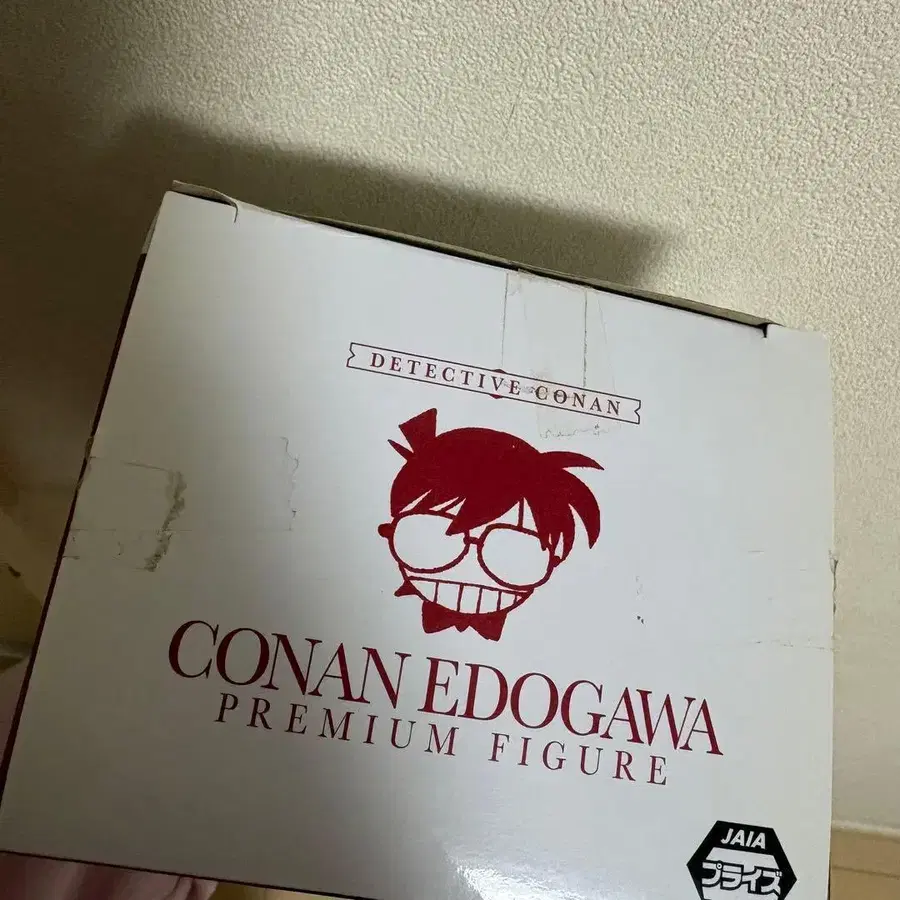 DETECTIVE CONAN
CONAN EDOGAWA
PREMIUM FIGURE
JAIA
プライズ